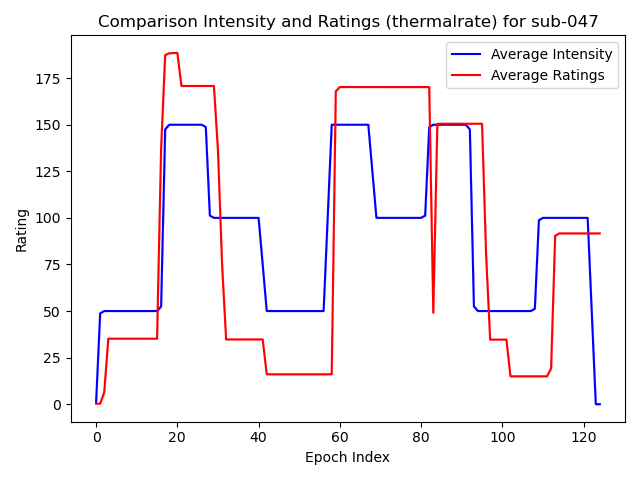 Comparison Intensity and Ratings (thermalrate) for sub-047
Average Intensity
Average Ratings
Rating
175
150
125
100
75
50
25
0
0 20 40 60 80 100 120
Epoch Index